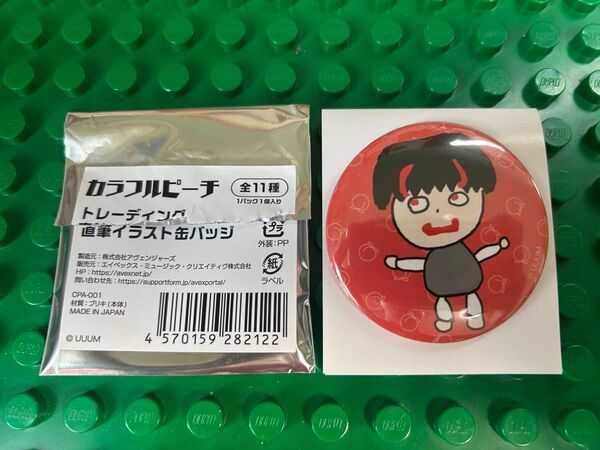 カラフルピーチ
全11種
1パック1個入り
トレーディング
直筆イラスト缶バッジ
プラ
外装:PP
紙
ラベル
製造元:株式会社アヴェンジャーズ
販売元:エイベックス・ミュージック・クリエイティヴ株式会社
HP:https://avexnet.jp/
問い合わせ先:https://supportform.jp/avexportal/
CPA-001
材質:ブリキ(本体)
MADE IN JAPAN
© UUUM
4 570159 282122
© UUUM
DUPLO